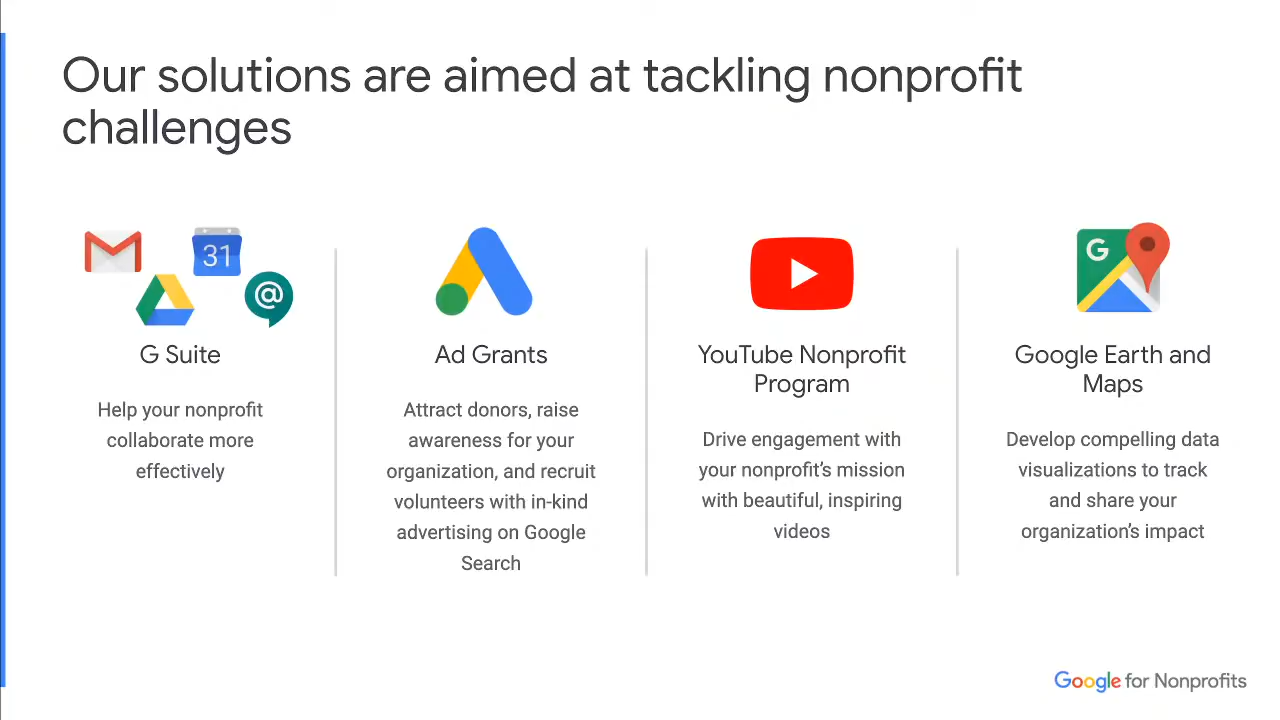 Our solutions are aimed at tackling nonprofit
challenges
31
@
G Suite
Help your nonprofit
collaborate more
effectively
Ad Grants
Attract donors, raise
awareness for your
organization, and recruit
volunteers with in-kind
advertising on Google
Search
YouTube Nonprofit
Program
Drive engagement with
your nonprofit’s mission
with beautiful, inspiring
videos
G
Google Earth and
Maps
Develop compelling data
visualizations to track
and share your
organization’s impact
Google for Nonprofits